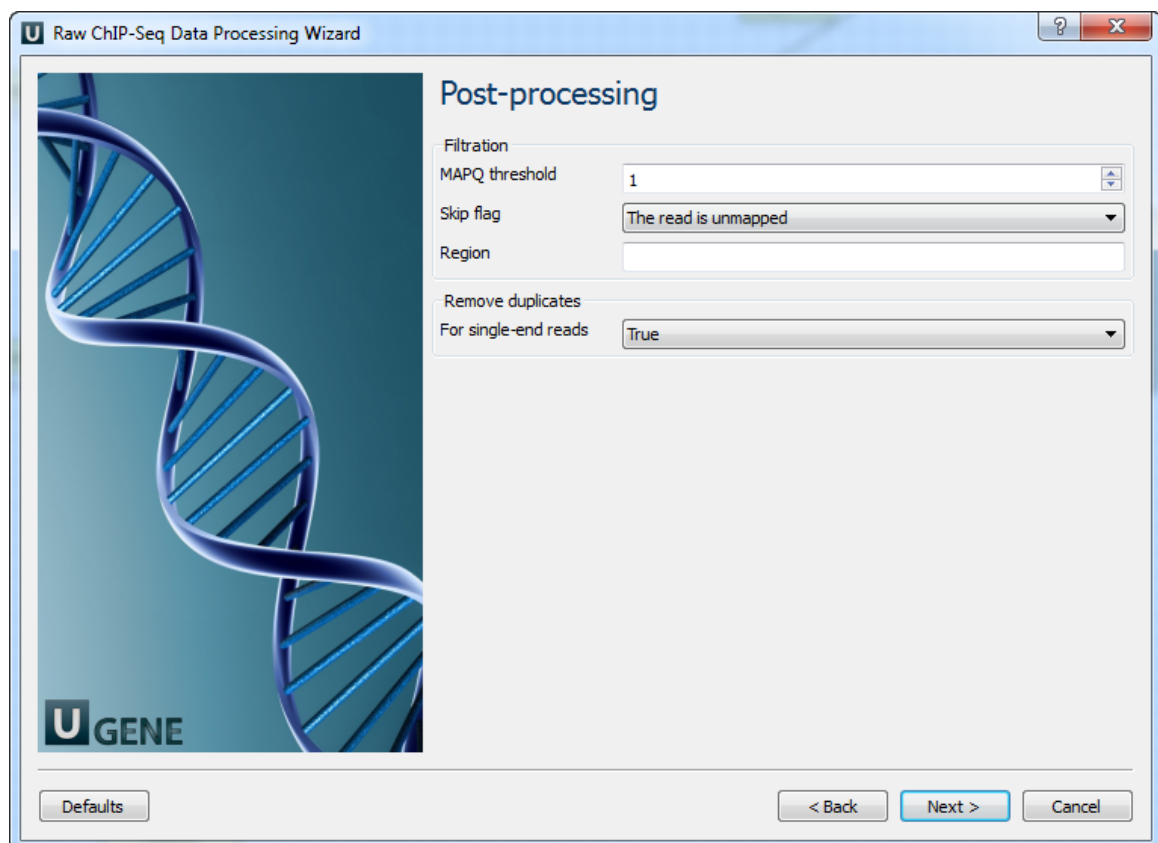 U Raw ChIP-Seq Data Processing Wizard ? X
Post-processing
Filtration
MAPQ threshold 1
Skip flag The read is unmapped
Region
Remove duplicates
For single-end reads True
U GENE
Defaults < Back Next > Cancel